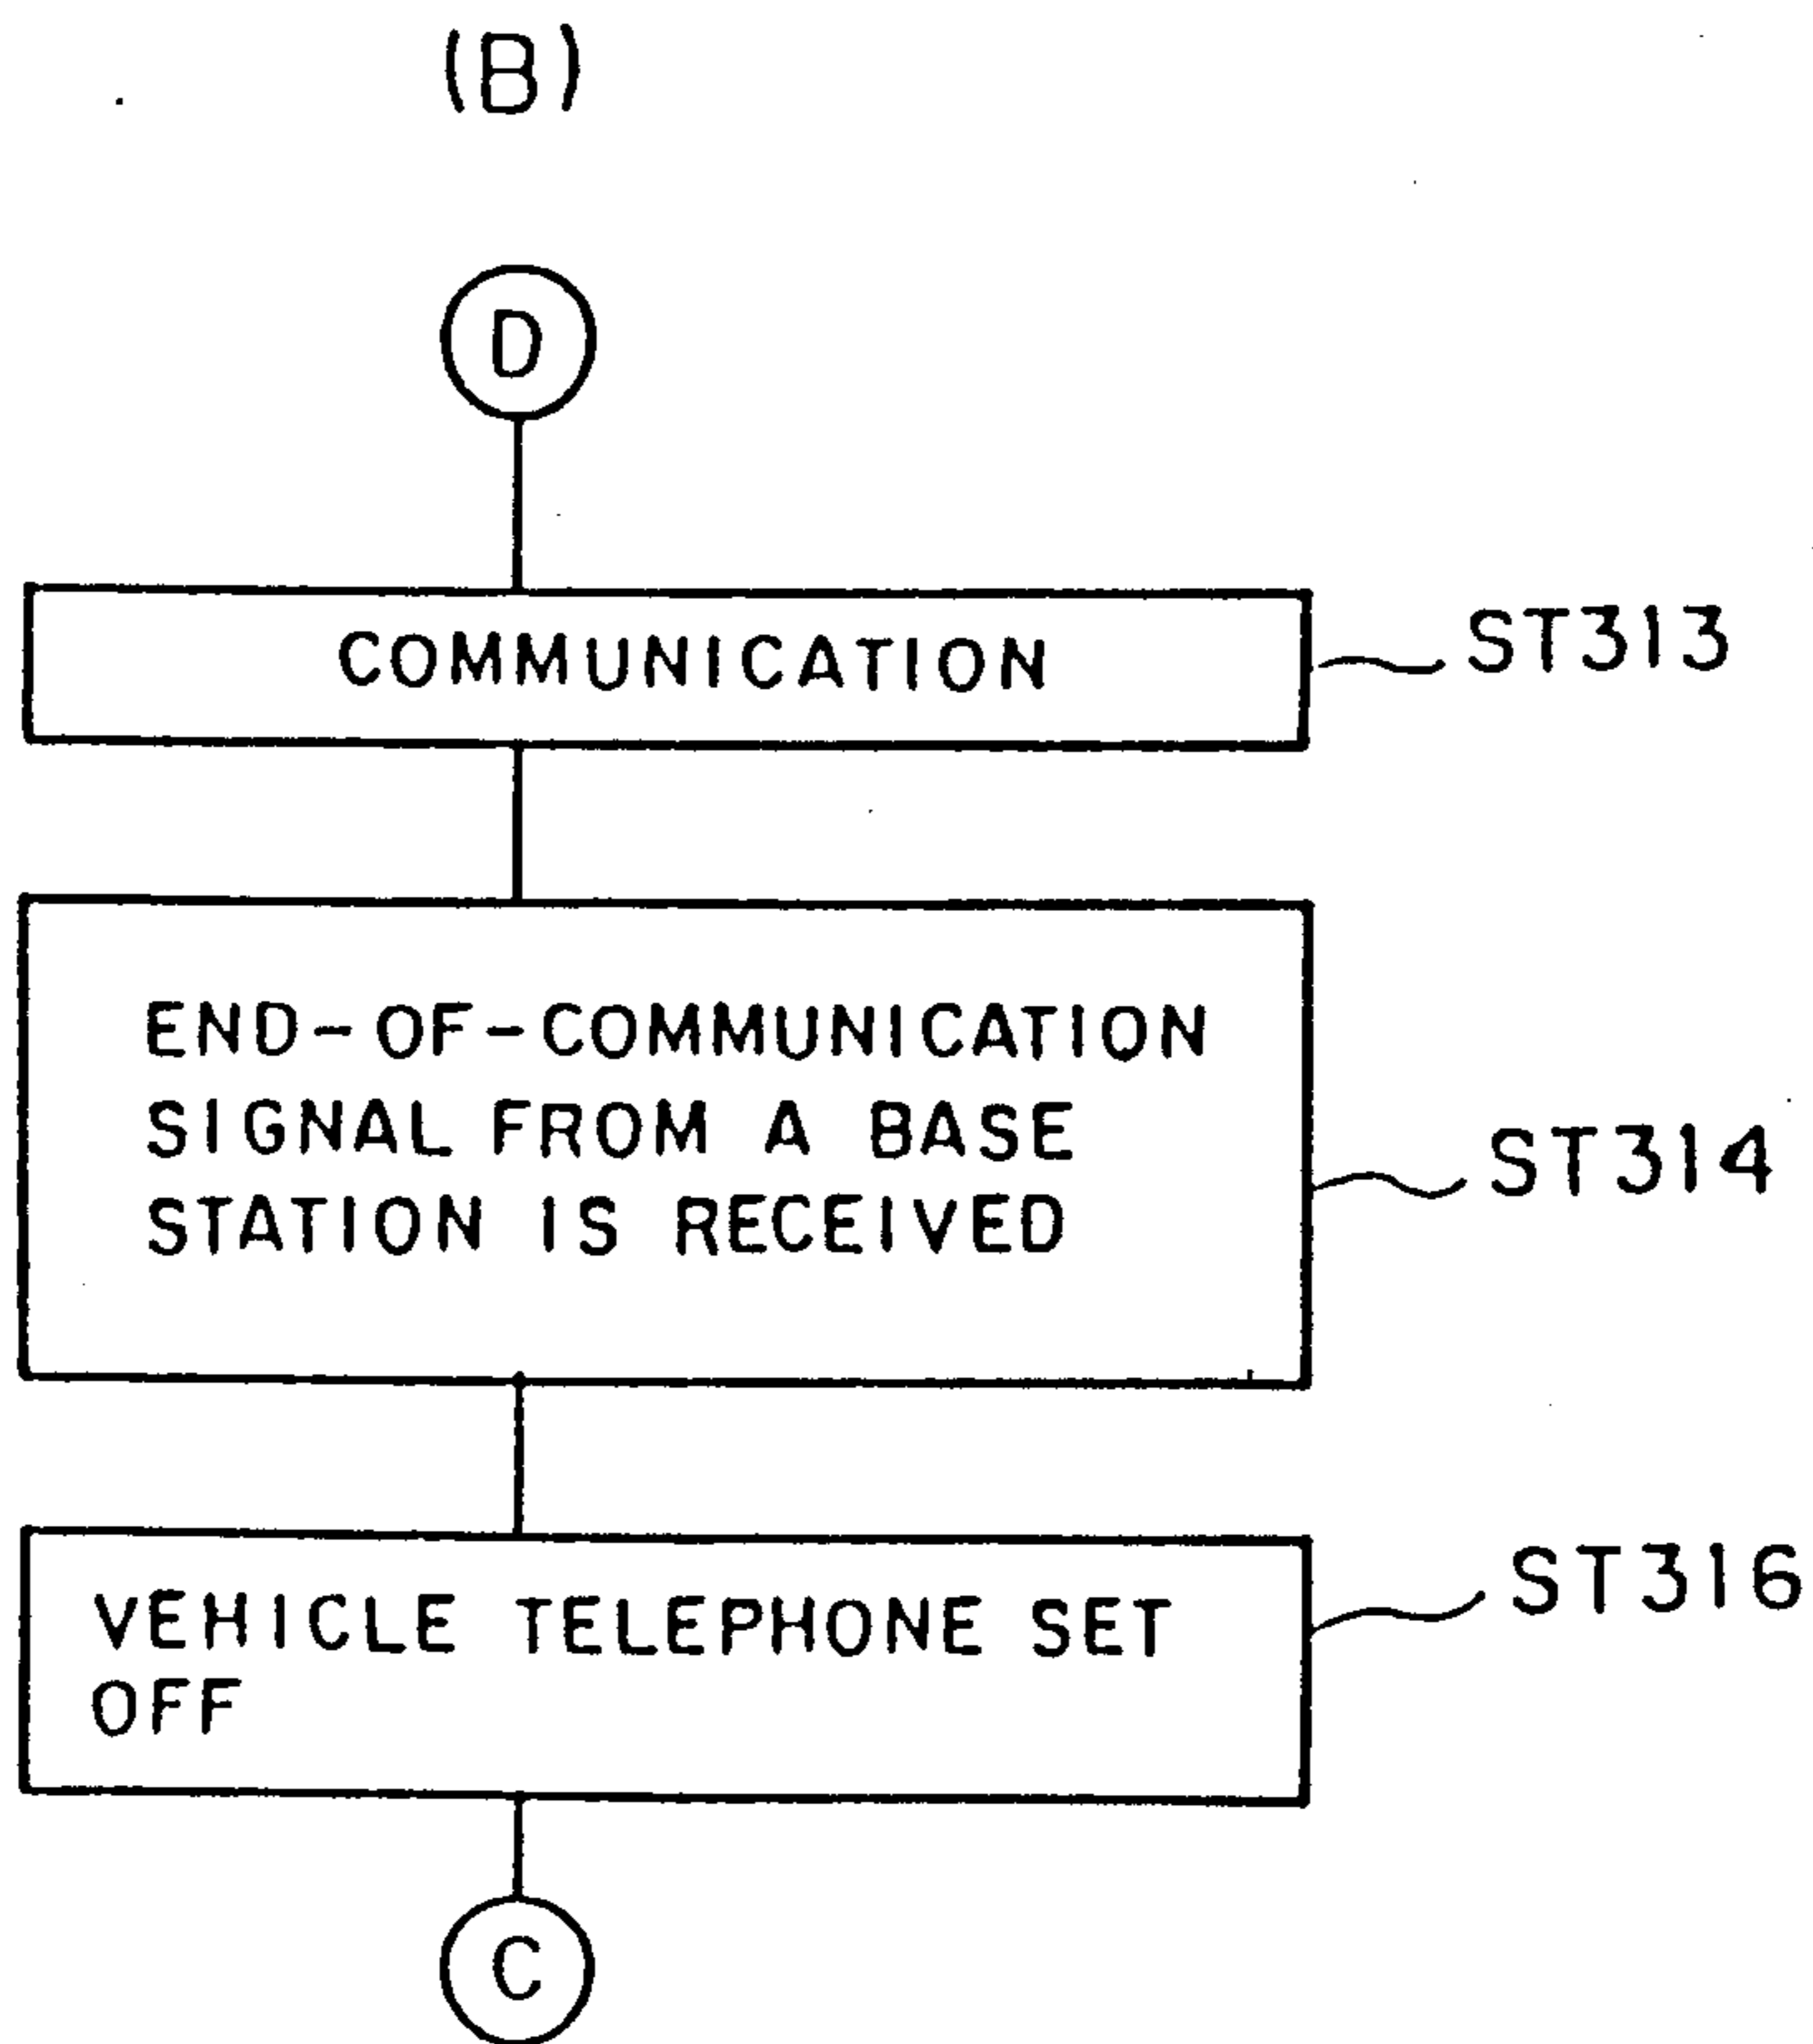 (B)
D
COMMUNICATION
ST313
END-OF-COMMUNICATION
SIGNAL FROM A BASE
STATION IS RECEIVED
ST314
VEHICLE TELEPHONE SET
OFF
ST316
C